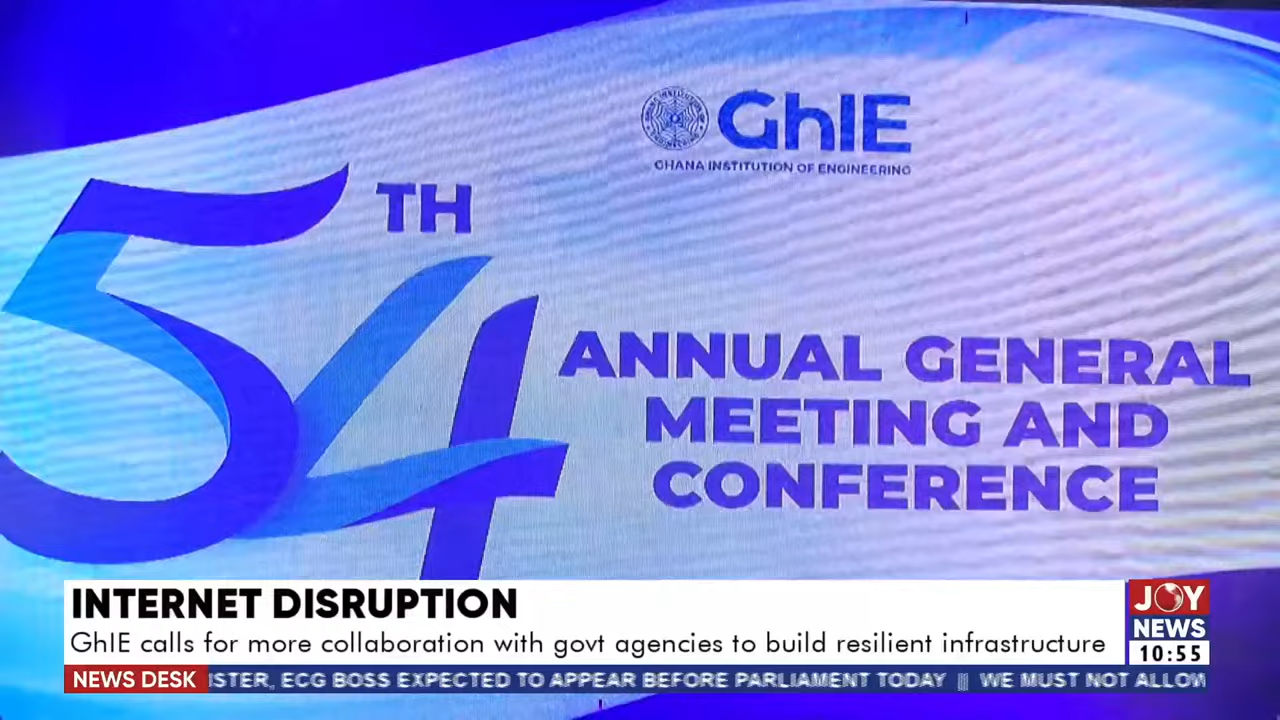 GhIE
GHANA INSTITUTION OF ENGINEERING
54TH
ANNUAL GENERAL
MEETING AND
CONFERENCE
INTERNET DISRUPTION
GhIE calls for more collaboration with govt agencies to build resilient infrastructure
JOY
NEWS
10:55
NEWS DESK
ISTER, ECG BOSS EXPECTED TO APPEAR BEFORE PARLIAMENT TODAY || WE MUST NOT ALLOW